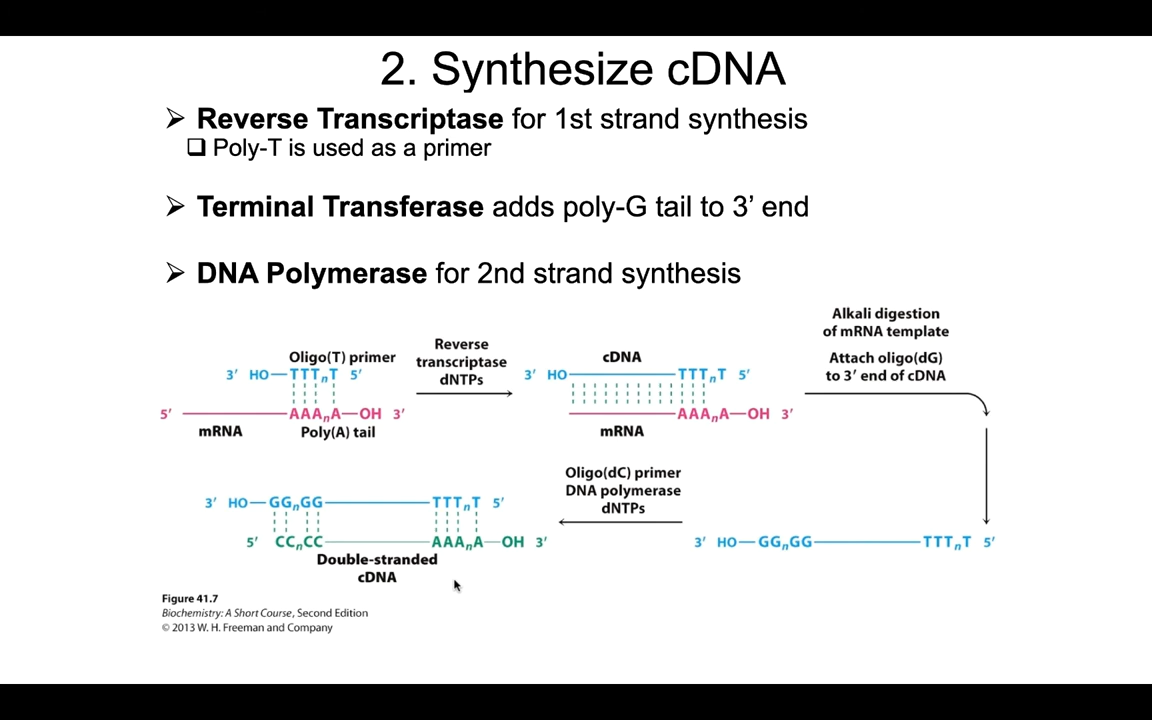 2. Synthesize cDNA
➢ Reverse Transcriptase for 1st strand synthesis
❑ Poly-T is used as a primer
➢ Terminal Transferase adds poly-G tail to 3’ end
➢ DNA Polymerase for 2nd strand synthesis
Oligo(T) primer
3′ HO—TTTnT 5′
5′ AAAnA—OH 3′
mRNA Poly(A) tail
Reverse
transcriptase
dNTPs
cDNA
3′ HO TTTnT 5′
AAAnA—OH 3′
mRNA
Alkali digestion
of mRNA template
Attach oligo(dG)
to 3′ end of cDNA
3′ HO—GGnGG TTTnT 5′
Oligo(dC) primer
DNA polymerase
dNTPs
3′ HO—GGnGG TTTnT 5′
5′ CCnCC AAAnA—OH 3′
Double-stranded
cDNA
Figure 41.7
Biochemistry: A Short Course, Second Edition
© 2013 W. H. Freeman and Company